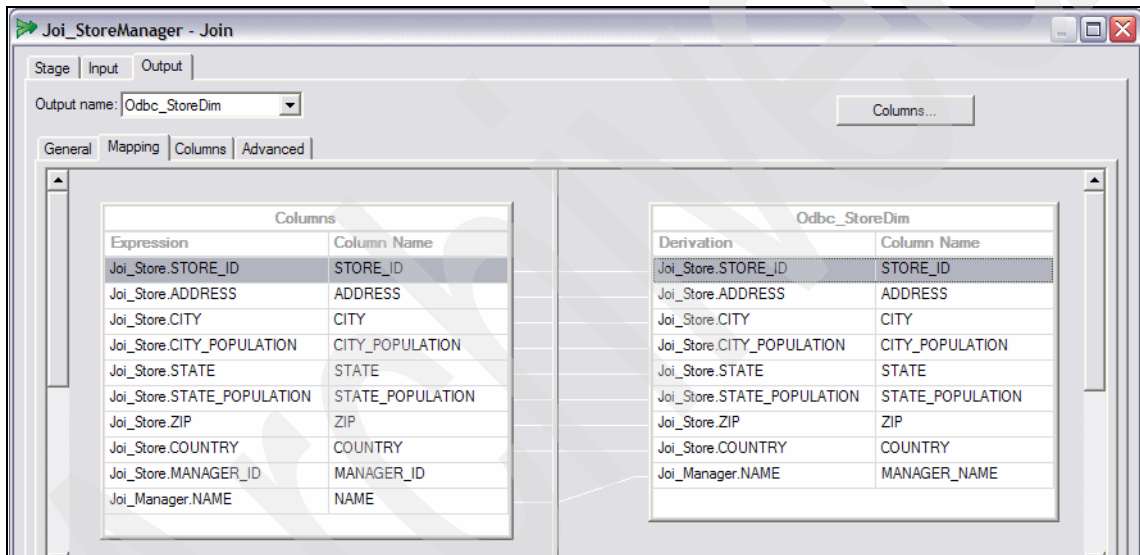 Joi_StoreManager - Join
Stage Input Output
Output name: Odbc_StoreDim Columns...
General Mapping Columns Advanced
Columns
Expression Column Name
Joi_Store.STORE_ID STORE_ID
Joi_Store.ADDRESS ADDRESS
Joi_Store.CITY CITY
Joi_Store.CITY_POPULATION CITY_POPULATION
Joi_Store.STATE STATE
Joi_Store.STATE_POPULATION STATE_POPULATION
Joi_Store.ZIP ZIP
Joi_Store.COUNTRY COUNTRY
Joi_Store.MANAGER_ID MANAGER_ID
Joi_Manager.NAME NAME
Odbc_StoreDim
Derivation Column Name
Joi_Store.STORE_ID STORE_ID
Joi_Store.ADDRESS ADDRESS
Joi_Store.CITY CITY
Joi_Store.CITY_POPULATION CITY_POPULATION
Joi_Store.STATE STATE
Joi_Store.STATE_POPULATION STATE_POPULATION
Joi_Store.ZIP ZIP
Joi_Store.COUNTRY COUNTRY
Joi_Manager.NAME MANAGER_NAME